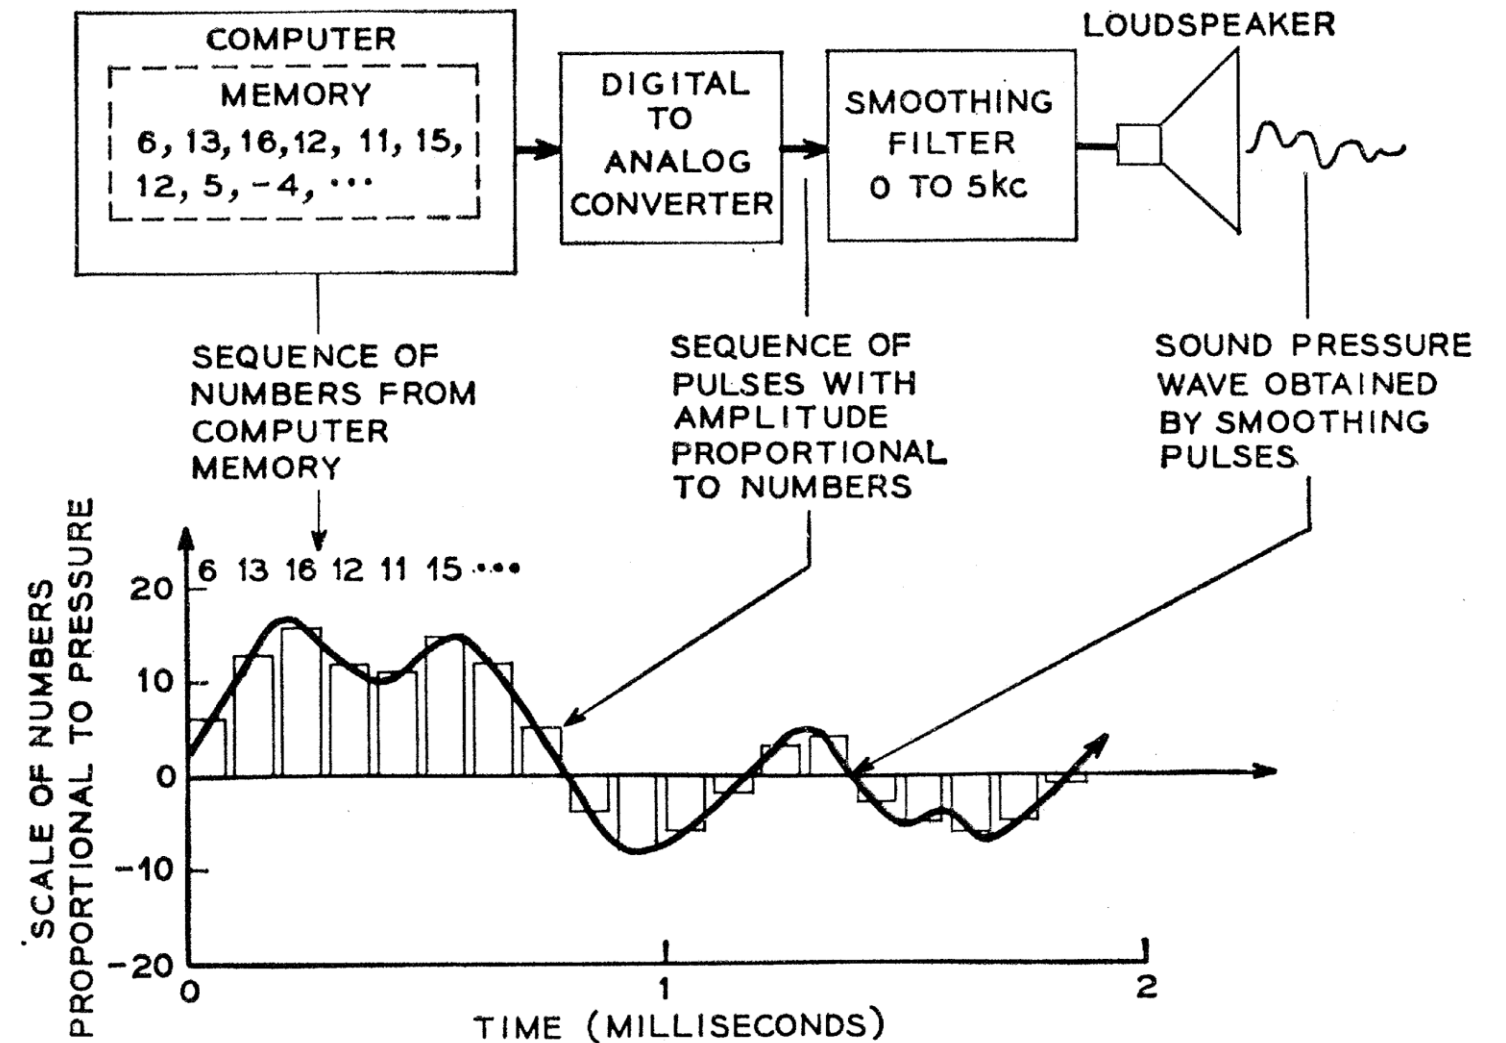 COMPUTER
MEMORY
6, 13, 16, 12, 11, 15,
12, 5, -4, ···
DIGITAL
TO
ANALOG
CONVERTER
SMOOTHING
FILTER
0 TO 5kc
LOUDSPEAKER
SEQUENCE OF
NUMBERS FROM
COMPUTER
MEMORY
SEQUENCE OF
PULSES WITH
AMPLITUDE
PROPORTIONAL
TO NUMBERS
SOUND PRESSURE
WAVE OBTAINED
BY SMOOTHING
PULSES
SCALE OF NUMBERS
PROPORTIONAL TO PRESSURE
6 13 16 12 11 15 ····
20
10
0
-10
-20
0 1 2
TIME (MILLISECONDS)